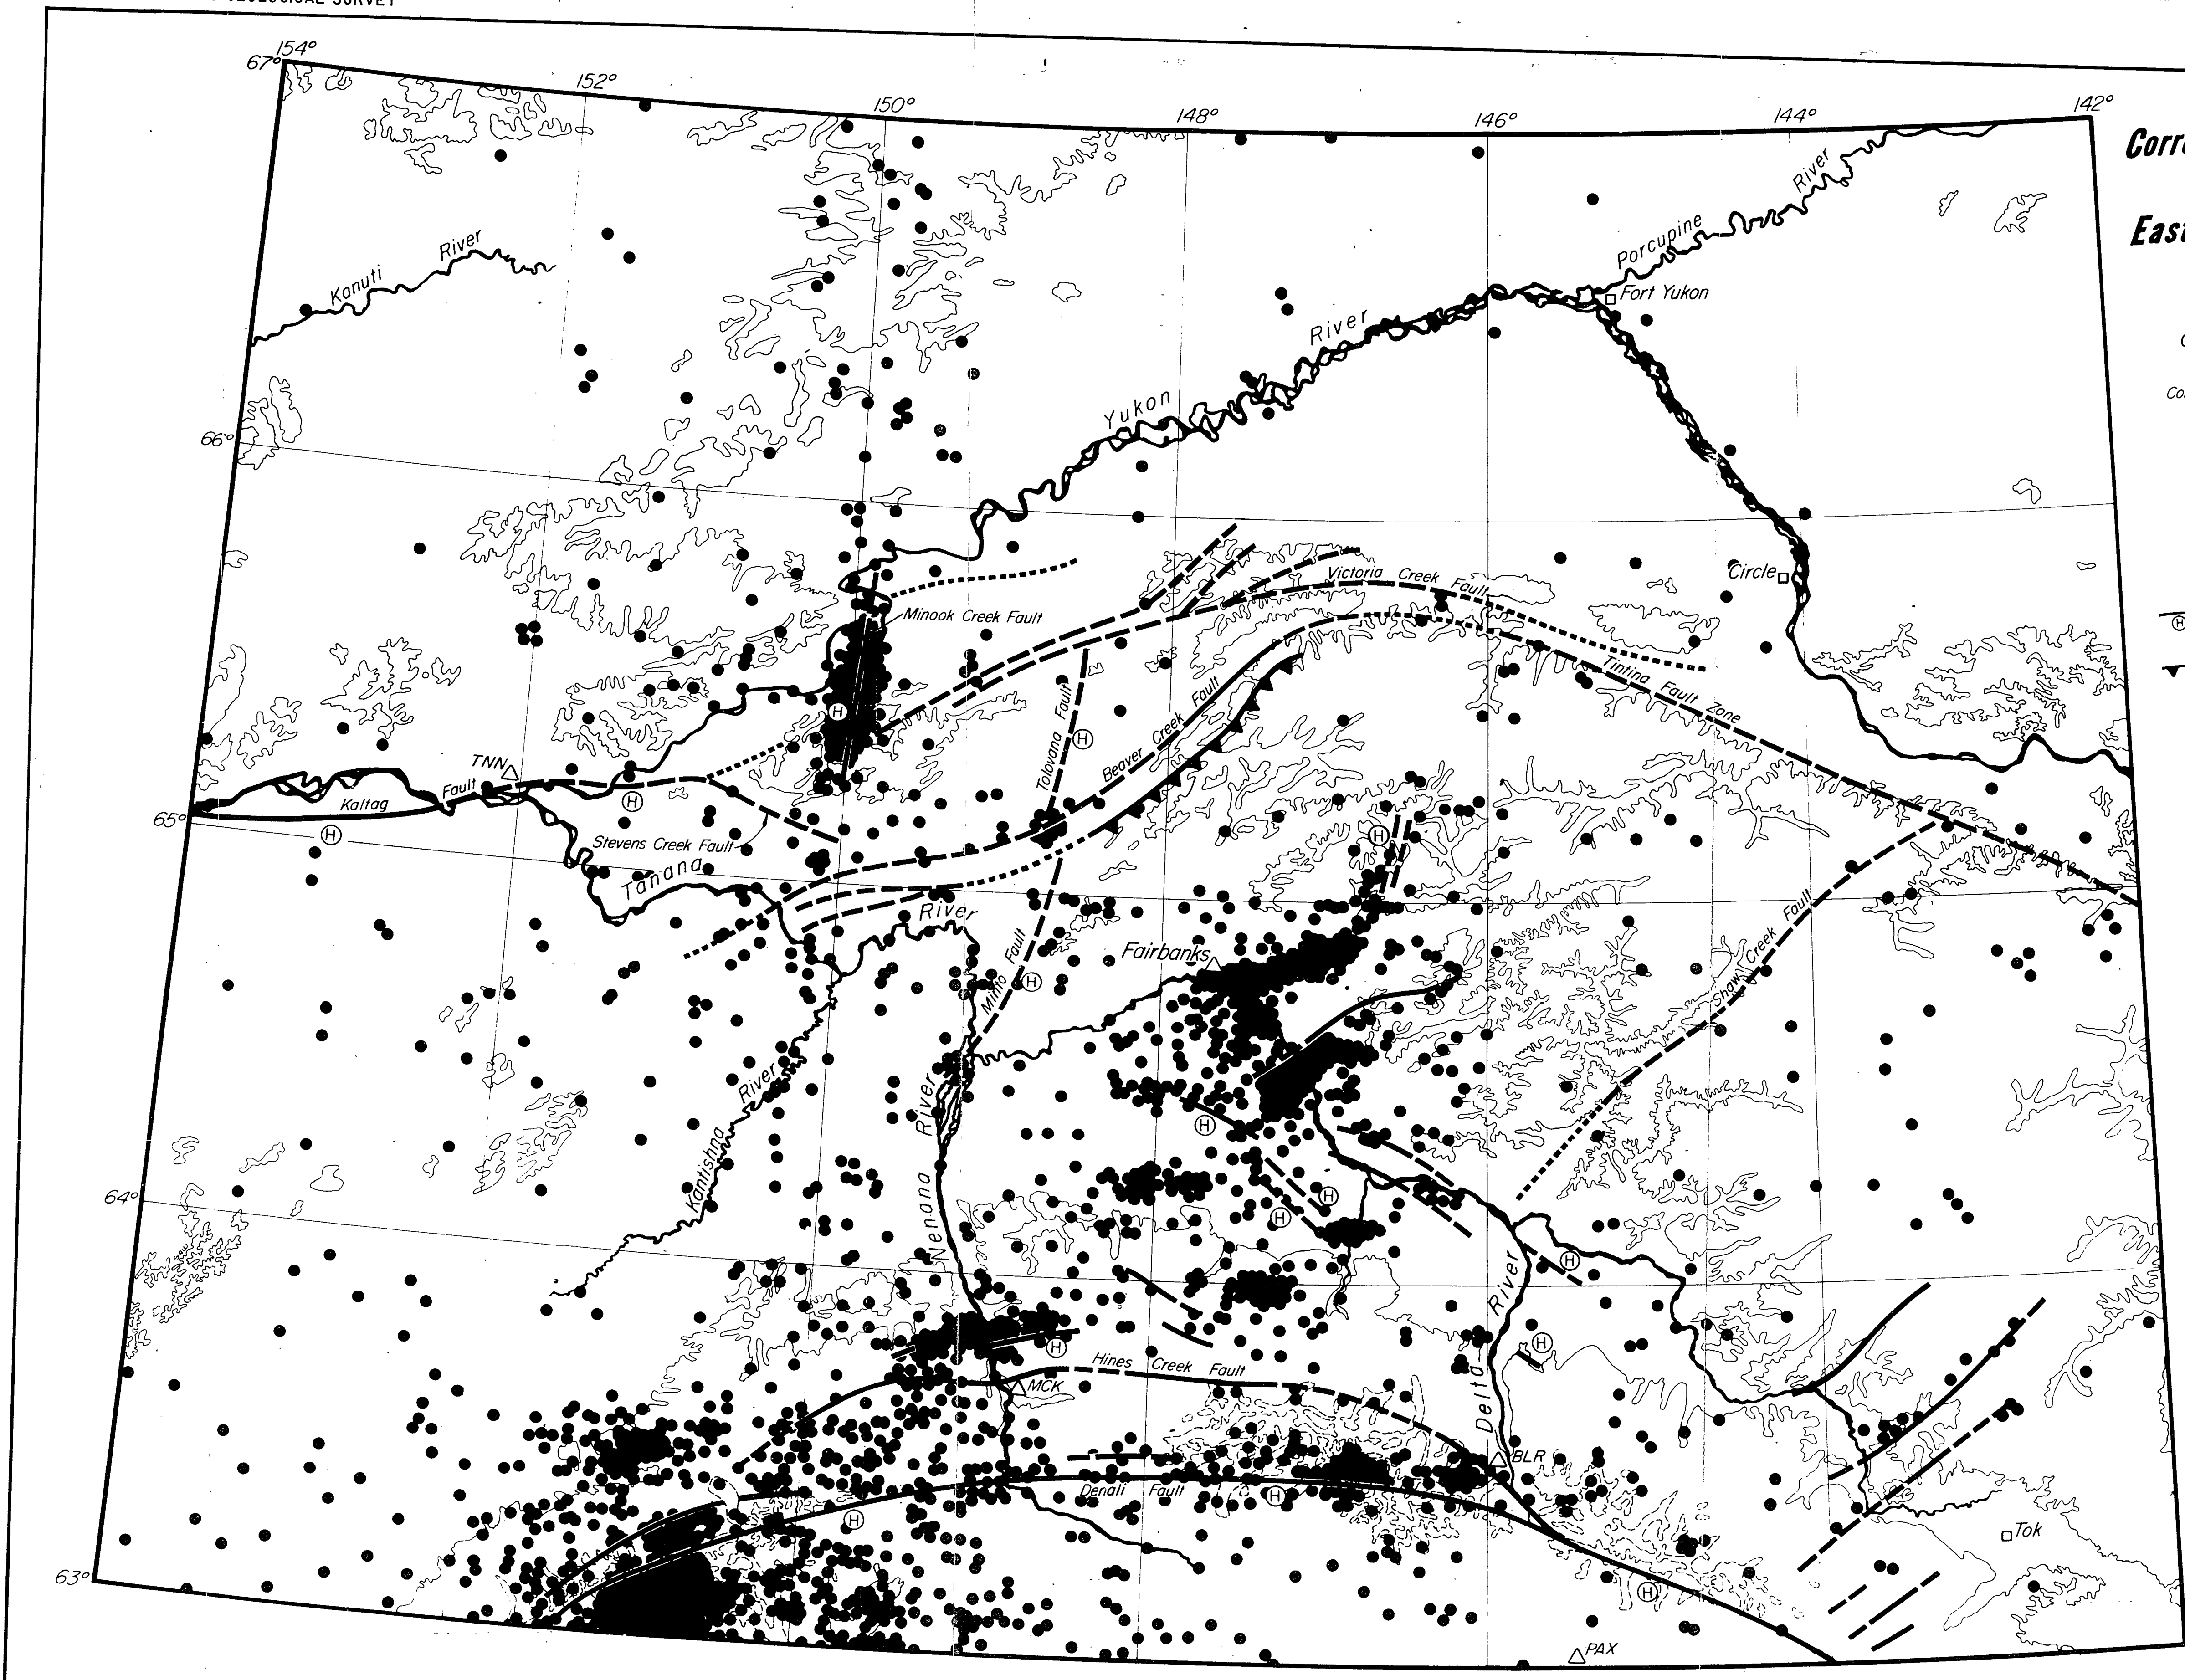 GEOLOGICAL SURVEY
154°
67°
152°
150°
148°
146°
144°
142°
Corr
East
Kanuti River
Porcupine River
Fort Yukon
Yukon River
66°
Circle
Victoria Creek Fault
Minook Creek Fault
Tintina Fault Zone
H
H
Tolovana Fault
H
Beaver Creek Fault
TNN
Kaltag Fault
H
65°
H
Stevens Creek Fault
H
Tanana River
Shaw Creek Fault
Fairbanks
Minto Fault
H
Kantishna River
Nenana River
H
64°
H
H
H
Delta River
H
H
Hines Creek Fault
MCK
BLR
Denali Fault
H
H
Tok
63°
H
PAX